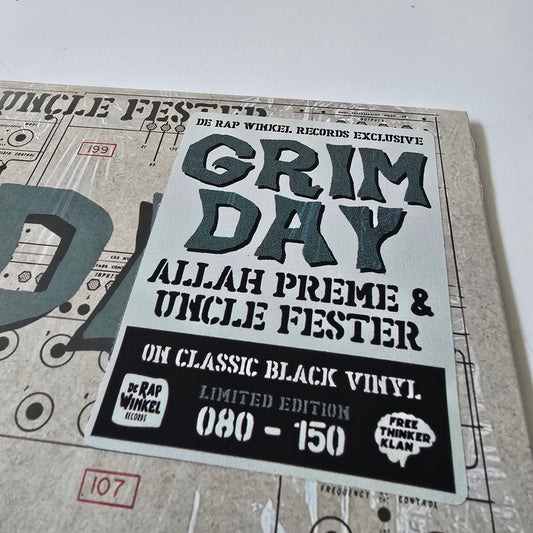 UNCLE FESTER
199
DE RAP WINKEL RECORDS EXCLUSIVE
GRIM
DAY
ALLAH PREME &
UNCLE FESTER
ON CLASSIC BLACK VINYL
DE RAP
WINKEL
RECORDS
LIMITED EDITION
080 - 150
FREE
THINKER
KLAN
107
FREQUENCY
CONTROL